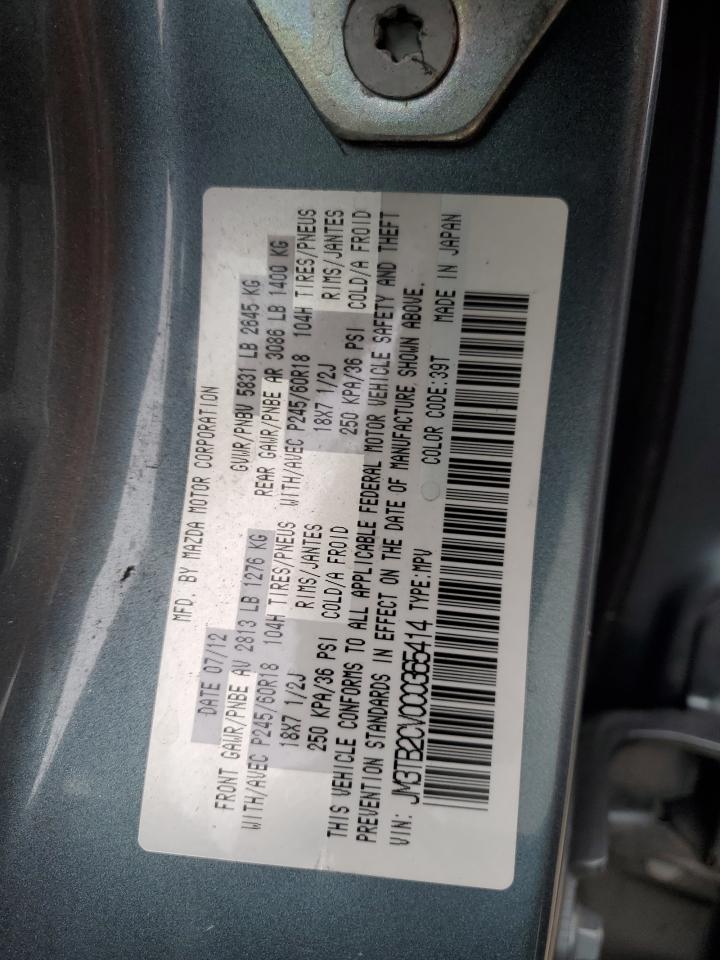 MFD. BY MAZDA MOTOR CORPORATION
DATE 07/12 GVWR/PNBV 5831 LB 2645 KG
FRONT GAWR/PNBE AV 2813 LB 1276 KG REAR GAWR/PNBE AR 3086 LB 1400 KG
WITH/AVEC P245/60R18 104H TIRES/PNEUS WITH/AVEC P245/60R18 104H TIRES/PNEUS
18X7 1/2J RIMS/JANTES 18X7 1/2J RIMS/JANTES
250 KPA/36 PSI COLD/A FROID 250 KPA/36 PSI COLD/A FROID
THIS VEHICLE CONFORMS TO ALL APPLICABLE FEDERAL MOTOR VEHICLE SAFETY AND THEFT
PREVENTION STANDARDS IN EFFECT ON THE DATE OF MANUFACTURE SHOWN ABOVE.
VIN: JM3TB2CV0C0365414 TYPE:MPV COLOR CODE:39T MADE IN JAPAN